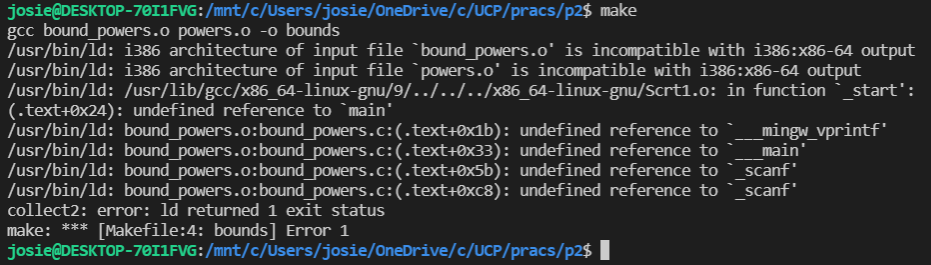 josie@DESKTOP-70I1FVG:/mnt/c/Users/josie/OneDrive/c/UCP/pracs/p2$ make
gcc bound_powers.o powers.o -o bounds
/usr/bin/ld: i386 architecture of input file `bound_powers.o' is incompatible with i386:x86-64 output
/usr/bin/ld: i386 architecture of input file `powers.o' is incompatible with i386:x86-64 output
/usr/bin/ld: /usr/lib/gcc/x86_64-linux-gnu/9/../../../x86_64-linux-gnu/Scrt1.o: in function `_start':
(.text+0x24): undefined reference to `main'
/usr/bin/ld: bound_powers.o:bound_powers.c:(.text+0x1b): undefined reference to `___mingw_vprintf'
/usr/bin/ld: bound_powers.o:bound_powers.c:(.text+0x33): undefined reference to `___main'
/usr/bin/ld: bound_powers.o:bound_powers.c:(.text+0x5b): undefined reference to `_scanf'
/usr/bin/ld: bound_powers.o:bound_powers.c:(.text+0xc8): undefined reference to `_scanf'
collect2: error: ld returned 1 exit status
make: *** [Makefile:4: bounds] Error 1
josie@DESKTOP-70I1FVG:/mnt/c/Users/josie/OneDrive/c/UCP/pracs/p2$